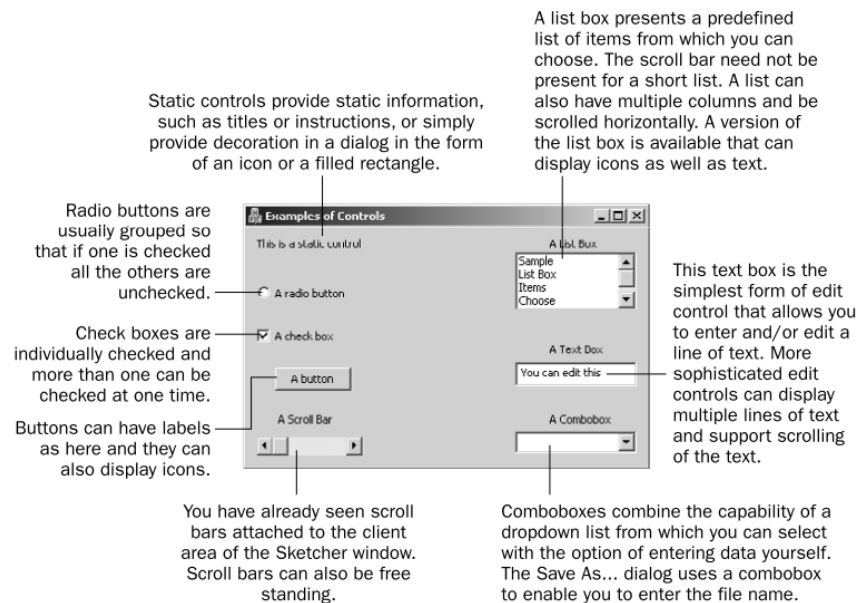 A list box presents a predefined
list of items from which you can
choose. The scroll bar need not be
present for a short list. A list can
also have multiple columns and be
scrolled horizontally. A version of
the list box is available that can
display icons as well as text.
Static controls provide static information,
such as titles or instructions, or simply
provide decoration in a dialog in the form
of an icon or a filled rectangle.
Radio buttons are
usually grouped so
that if one is checked
all the others are
unchecked.
Check boxes are
individually checked and
more than one can be
checked at one time.
Buttons can have labels
as here and they can
also display icons.
Examples of Controls
This is a static control
A radio button
A check box
A button
A Scroll Bar
A List Box
Sample
List Box
Items
Choose
A Text Box
You can edit this
A Combobox
This text box is the
simplest form of edit
control that allows you
to enter and/or edit a
line of text. More
sophisticated edit
controls can display
multiple lines of text
and support scrolling
of the text.
You have already seen scroll
bars attached to the client
area of the Sketcher window.
Scroll bars can also be free
standing.
Comboboxes combine the capability of a
dropdown list from which you can select
with the option of entering data yourself.
The Save As... dialog uses a combobox
to enable you to enter the file name.